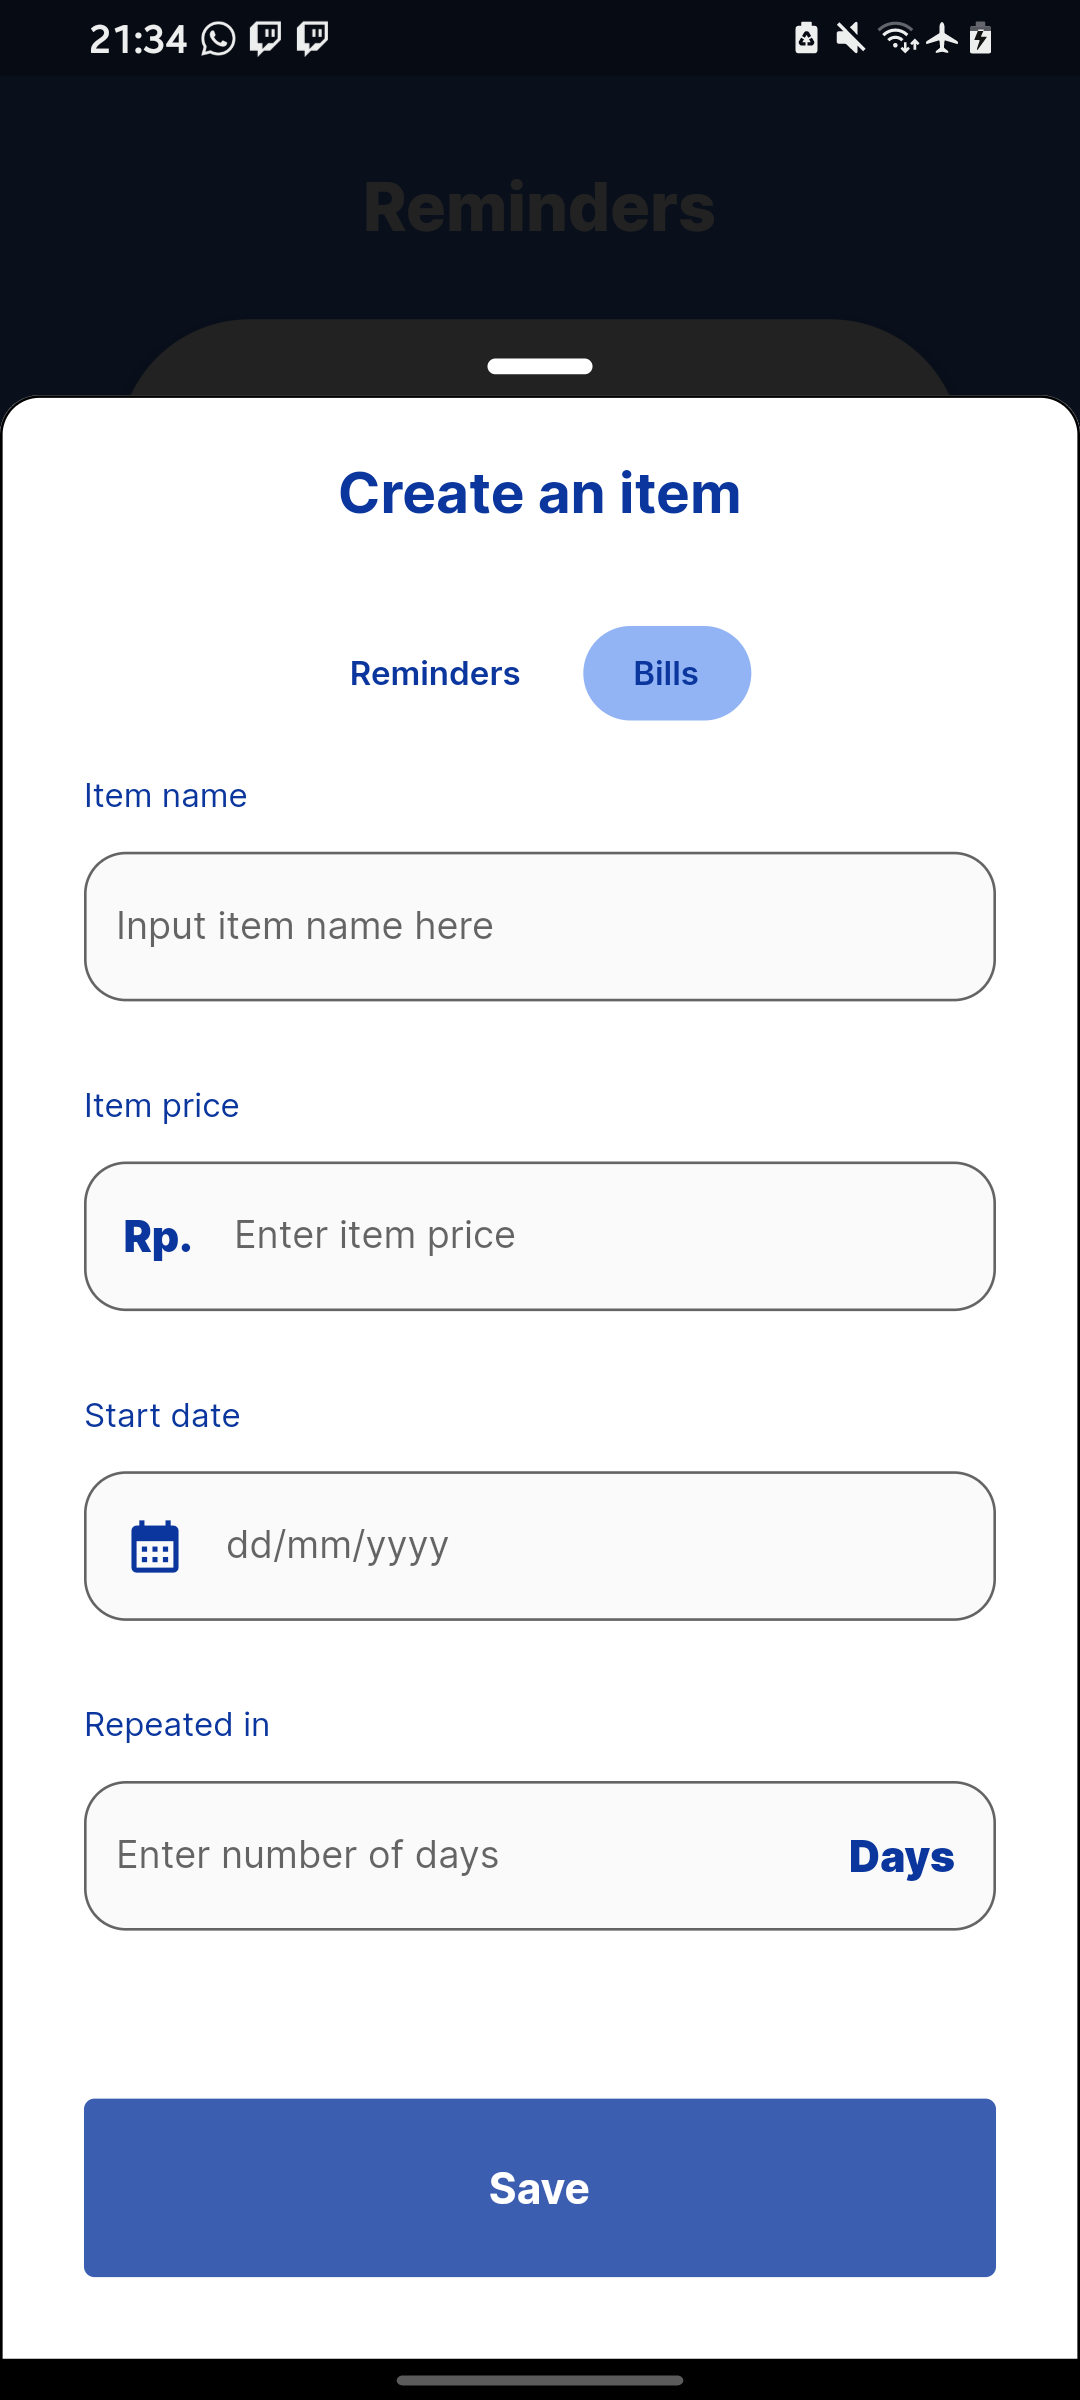 21:34
Reminders
Create an item
Reminders Bills
Item name
Input item name here
Item price
Rp. Enter item price
Start date
dd/mm/yyyy
Repeated in
Enter number of days Days
Save